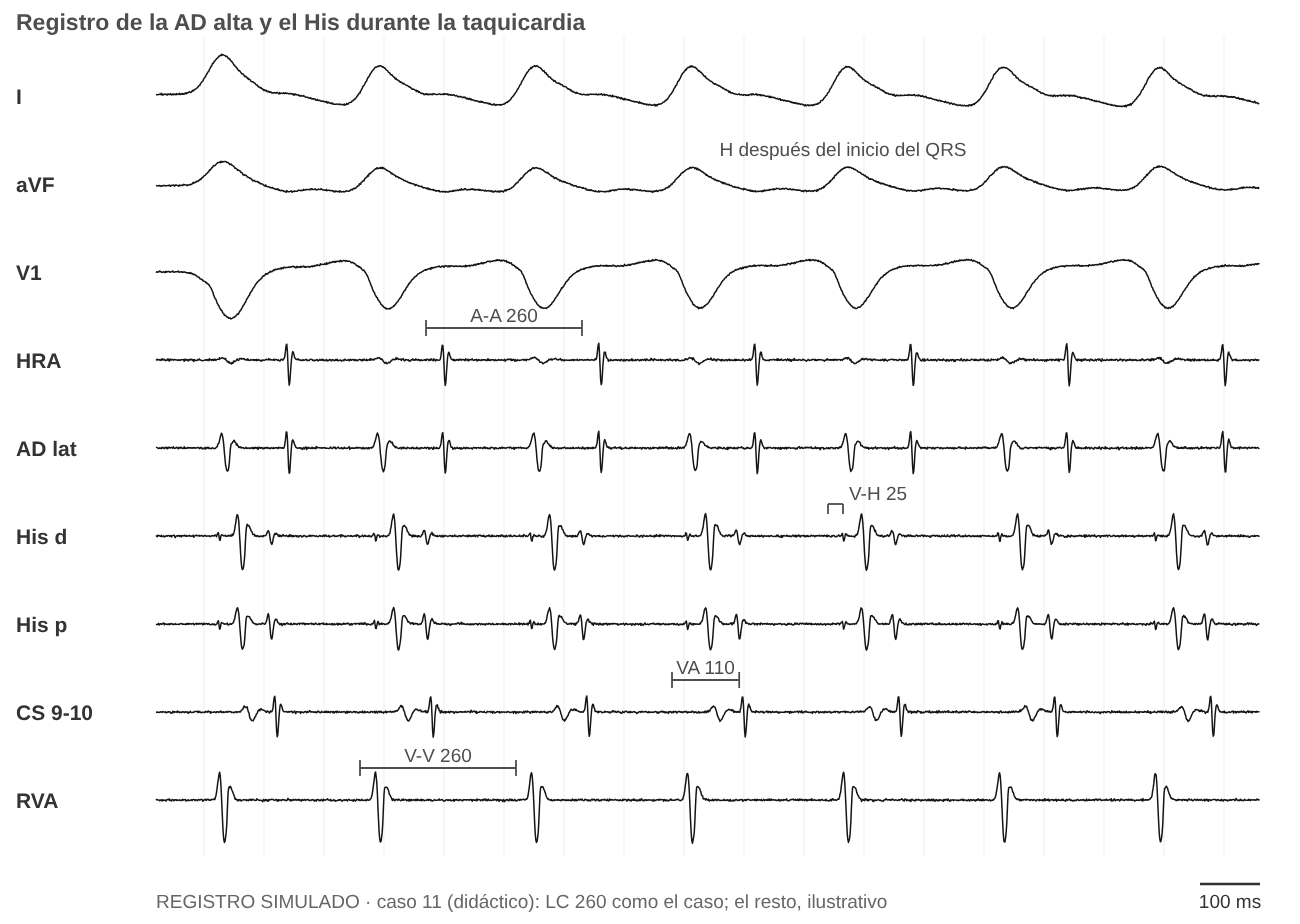 Registro de la AD alta y el His durante la taquicardia
I
H después del inicio del QRS
aVF
V1
A-A 260
HRA
AD lat
V-H 25
His d
His p
VA 110
CS 9-10
V-V 260
RVA
REGISTRO SIMULADO · caso 11 (didáctico): LC 260 como el caso; el resto, ilustrativo
100 ms